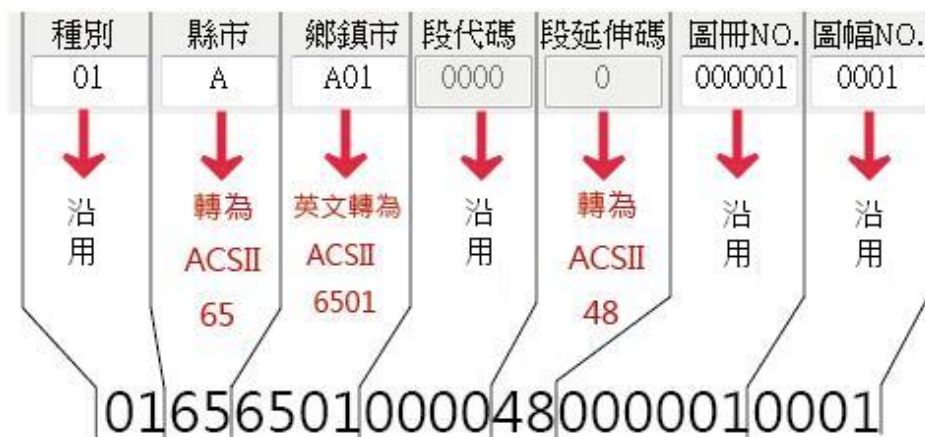 種別 縣市 鄉鎮市 段代碼 段延伸碼 圖冊NO. 圖幅NO.
01 A A01 0000 0 000001 0001
沿用 轉為 英文轉為 沿用 轉為 沿用 沿用
ACSII ACSII ACSII
65 6501 48
016565010000480000010001